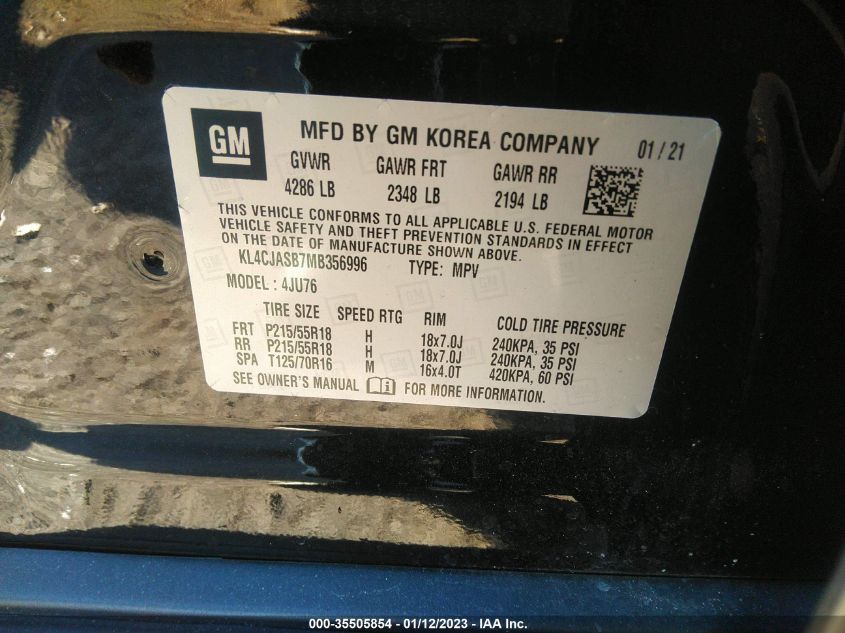 GM
MFD BY GM KOREA COMPANY 01/21
GVWR GAWR FRT GAWR RR
4286 LB 2348 LB 2194 LB
THIS VEHICLE CONFORMS TO ALL APPLICABLE U.S. FEDERAL MOTOR
VEHICLE SAFETY AND THEFT PREVENTION STANDARDS IN EFFECT
ON THE DATE OF MANUFACTURE SHOWN ABOVE.
KL4CJASB7MB356996 TYPE: MPV
MODEL : 4JU76
TIRE SIZE SPEED RTG RIM COLD TIRE PRESSURE
FRT P215/55R18 H 18x7.0J 240KPA, 35 PSI
RR P215/55R18 H 18x7.0J 240KPA, 35 PSI
SPA T125/70R16 M 16x4.0T 420KPA, 60 PSI
SEE OWNER'S MANUAL FOR MORE INFORMATION.
000-35505854 - 01/12/2023 - IAA Inc.